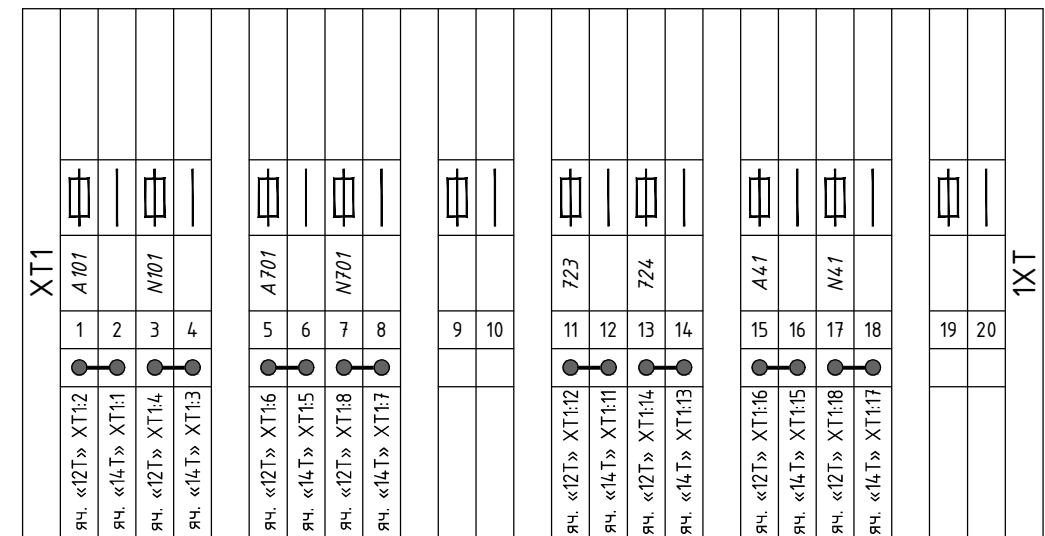 XT1
A101
N101
A701
N701
723
724
A41
N41
1XT
1 2 3 4 5 6 7 8 9 10 11 12 13 14 15 16 17 18 19 20
яч. «12Т» XT1:2
яч. «14Т» XT1:1
яч. «12Т» XT1:4
яч. «14Т» XT1:3
яч. «12Т» XT1:6
яч. «14Т» XT1:5
яч. «12Т» XT1:8
яч. «14Т» XT1:7
яч. «12Т» XT1:12
яч. «14Т» XT1:11
яч. «12Т» XT1:14
яч. «14Т» XT1:13
яч. «12Т» XT1:16
яч. «14Т» XT1:15
яч. «12Т» XT1:18
яч. «14Т» XT1:17